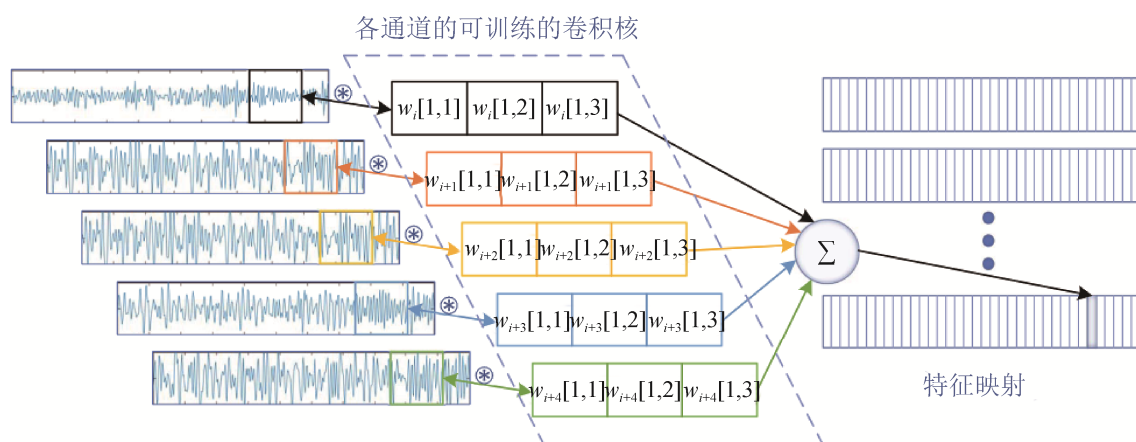 各通道的可训练的卷积核
⊛ wᵢ[1,1] wᵢ[1,2] wᵢ[1,3]
⊛ wᵢ₊₁[1,1] wᵢ₊₁[1,2] wᵢ₊₁[1,3]
⊛ wᵢ₊₂[1,1] wᵢ₊₂[1,2] wᵢ₊₂[1,3]
Σ
⊛ wᵢ₊₃[1,1] wᵢ₊₃[1,2] wᵢ₊₃[1,3]
⊛ wᵢ₊₄[1,1] wᵢ₊₄[1,2] wᵢ₊₄[1,3]
特征映射